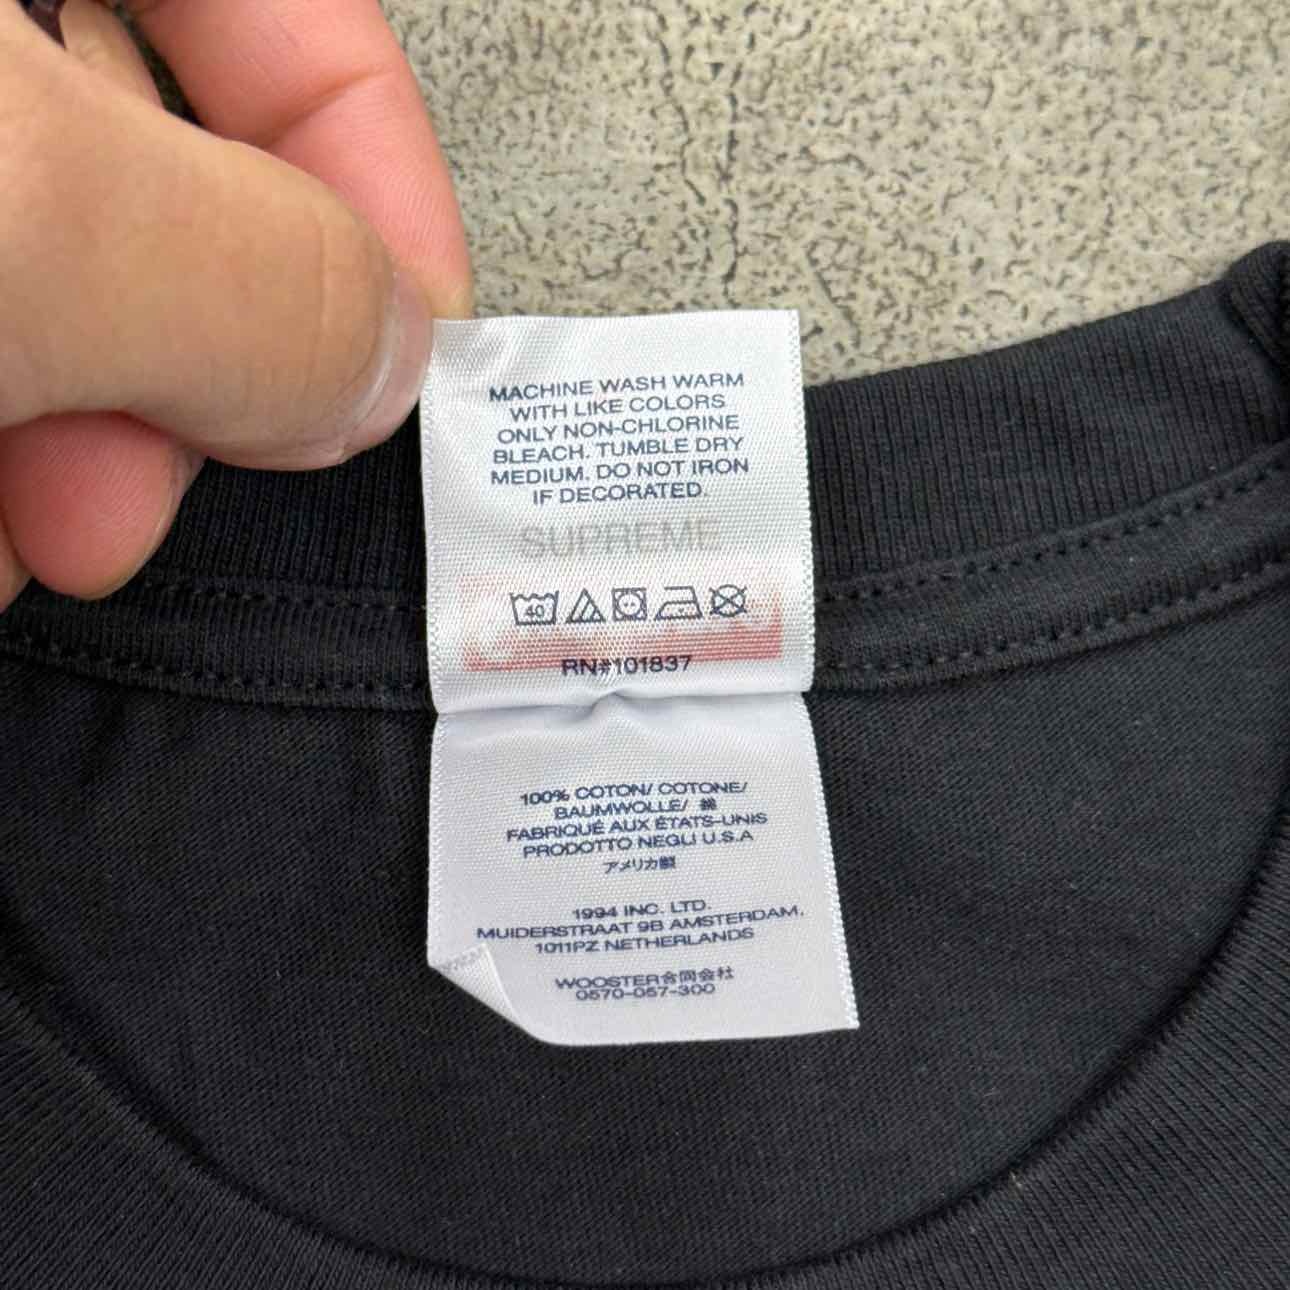 MACHINE WASH WARM
WITH LIKE COLORS
ONLY NON-CHLORINE
BLEACH. TUMBLE DRY
MEDIUM. DO NOT IRON
IF DECORATED.
SUPREME
40
RN#101837
100% COTON/ COTONE/
BAUMWOLLE/ 綿
FABRIQUÉ AUX ÉTATS-UNIS
PRODOTTO NEGLI U.S.A
アメリカ製
1994 INC. LTD.
MUIDERSTRAAT 9B AMSTERDAM,
1011PZ NETHERLANDS
WOOSTER合同会社
0570-057-300